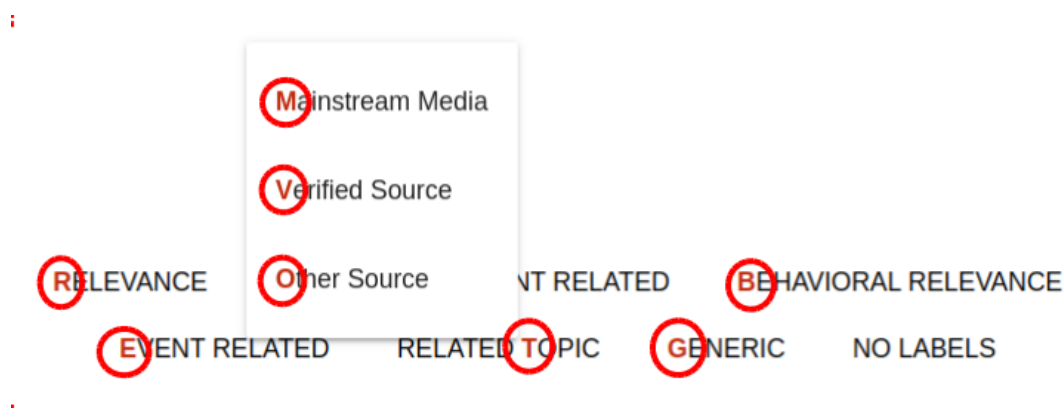 Mainstream Media
Verified Source
Other Source
RELEVANCE NT RELATED BEHAVIORAL RELEVANCE
EVENT RELATED RELATED TOPIC GENERIC NO LABELS